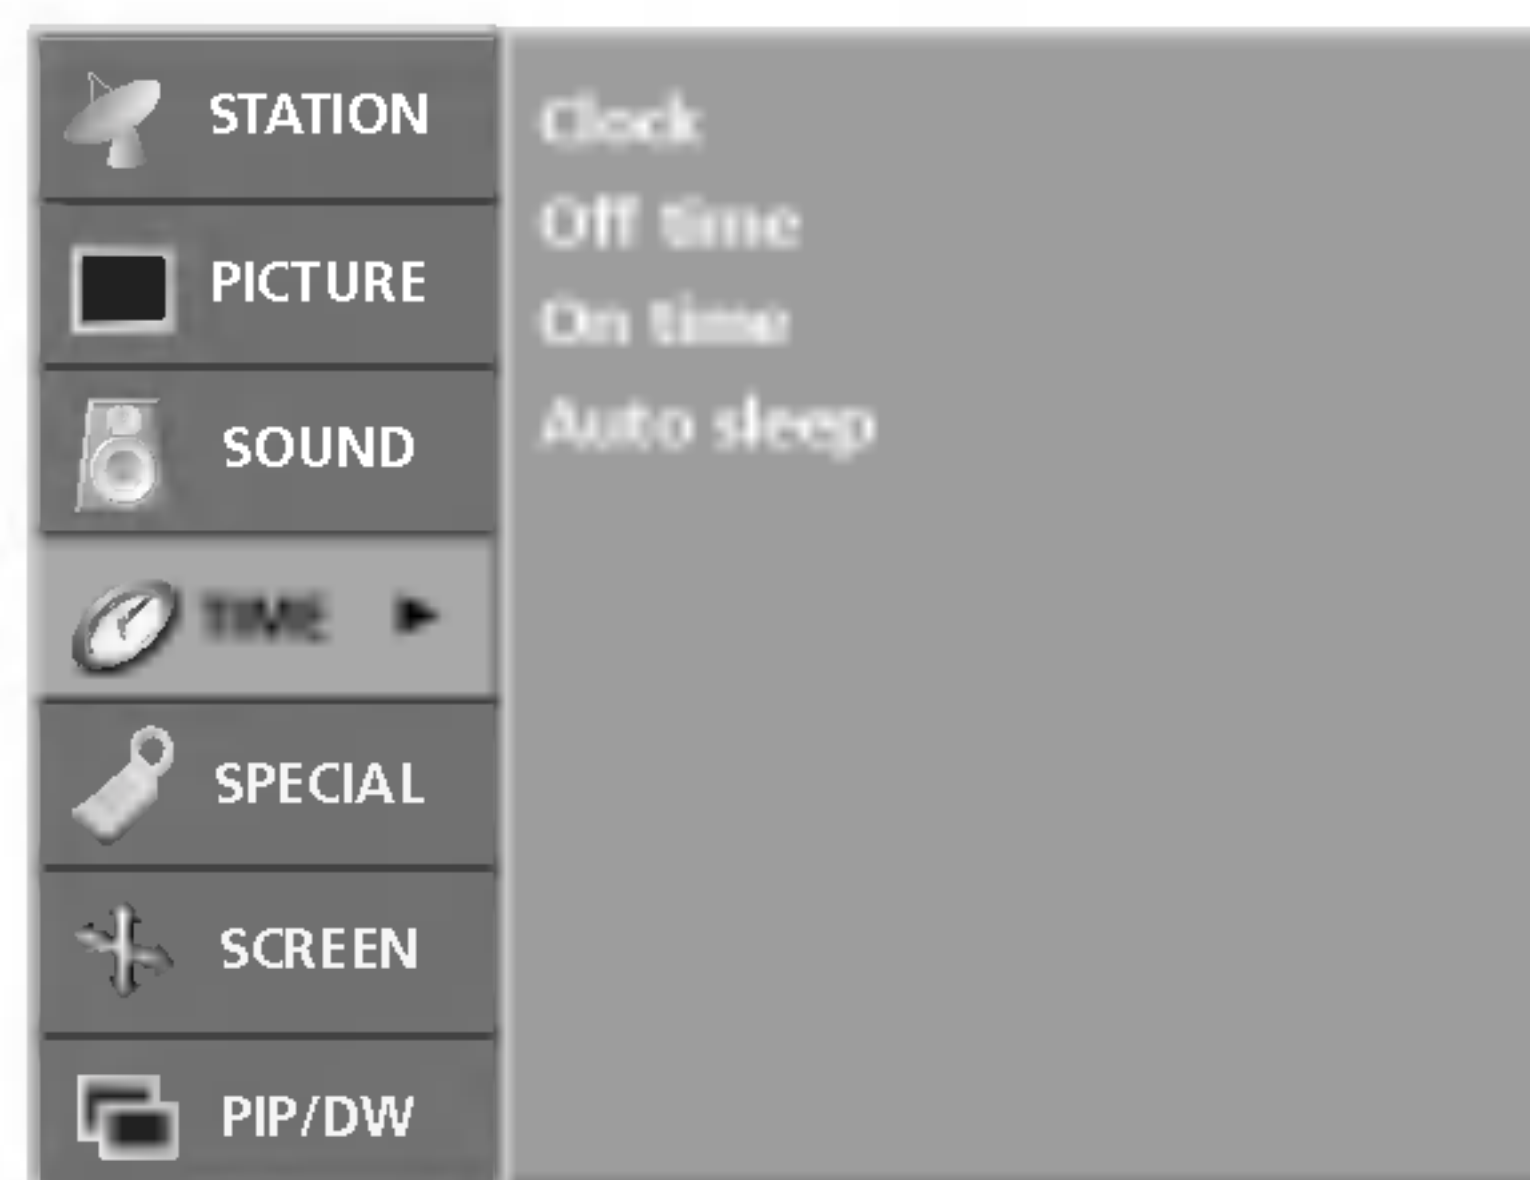 STATION
PICTURE
SOUND
TIME
SPECIAL
SCREEN
PIP/DW
Clock
Off time
On time
Auto sleep